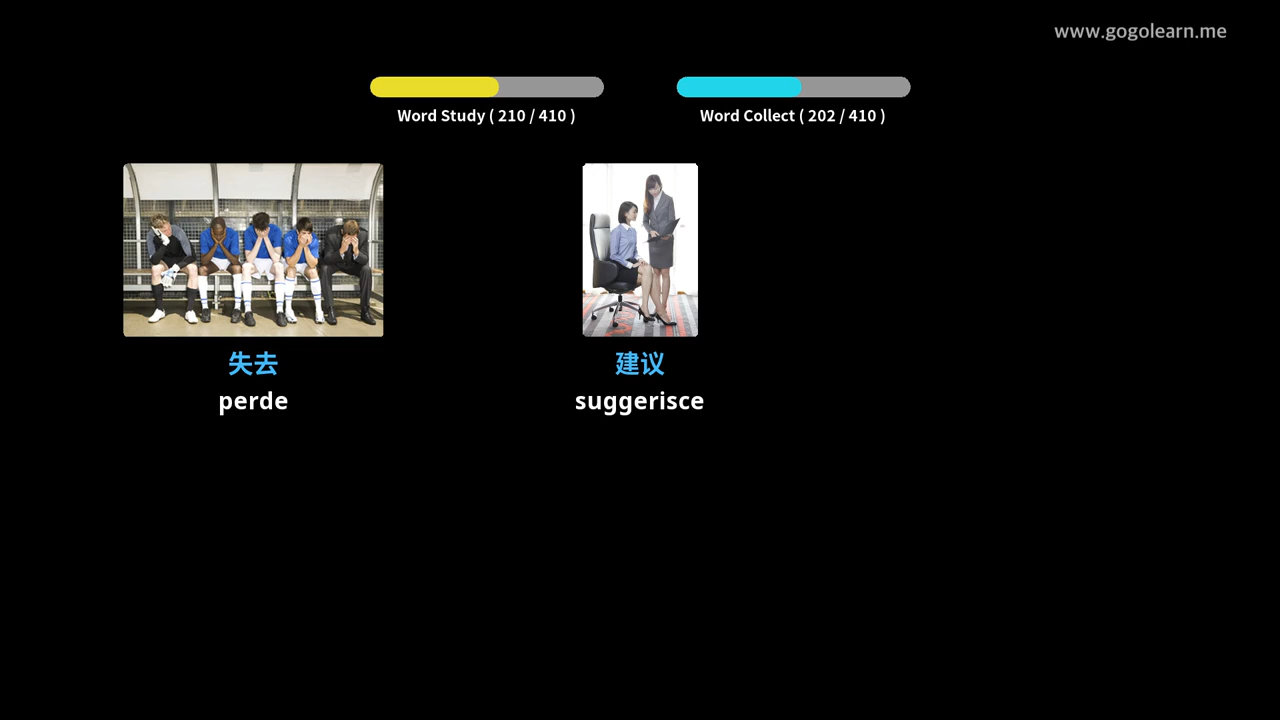 www.gogolearn.me
Word Study ( 210 / 410 )
Word Collect ( 202 / 410 )
失去
perde
建议
suggerisce